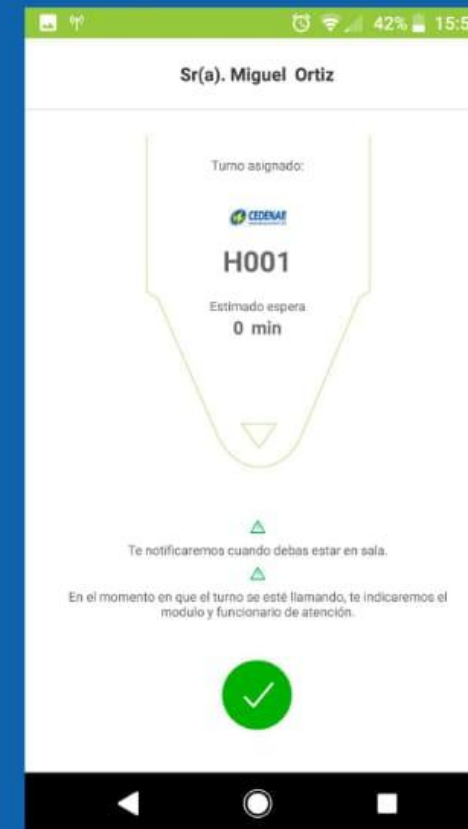 42% 15:5
Sr(a). Miguel Ortiz
Turno asignado:
CEDENAR
H001
Estimado espera
0 min
Te notificaremos cuando debas estar en sala.
En el momento en que el turno se esté llamando, te indicaremos el
modulo y funcionario de atención.